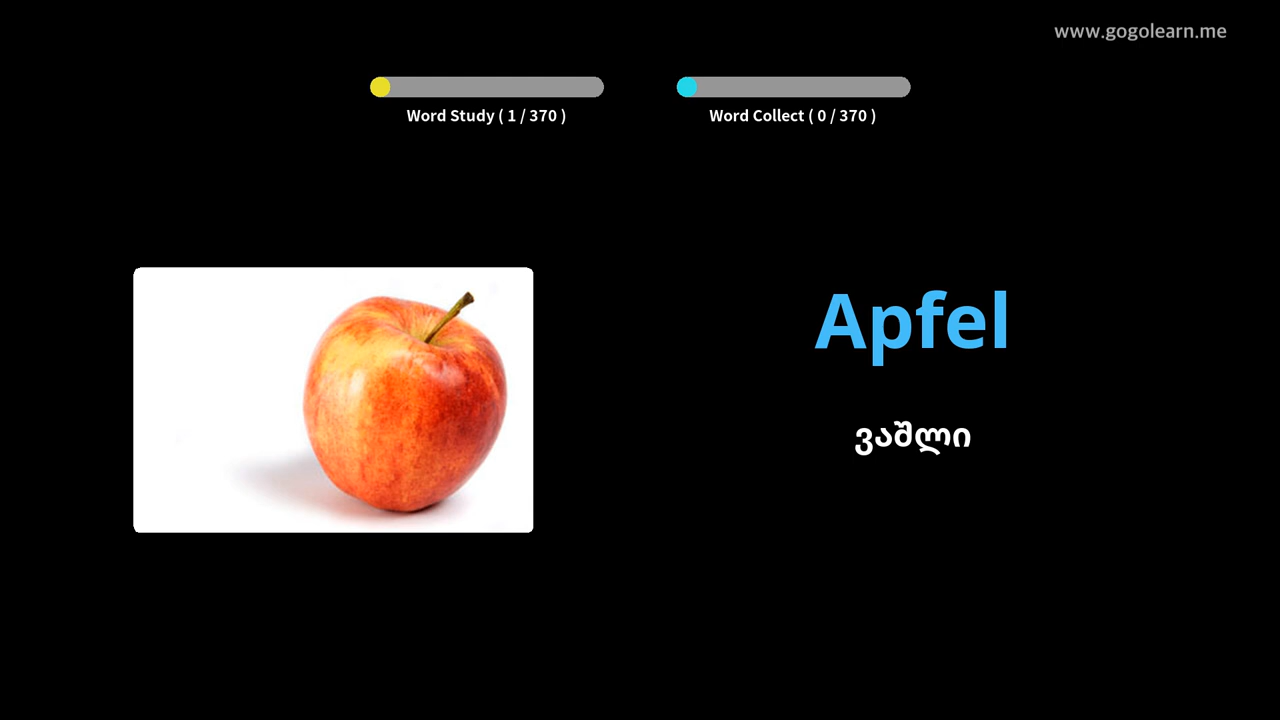 www.gogolearn.me
Word Study ( 1 / 370 )
Word Collect ( 0 / 370 )
Apfel
ვაშლი